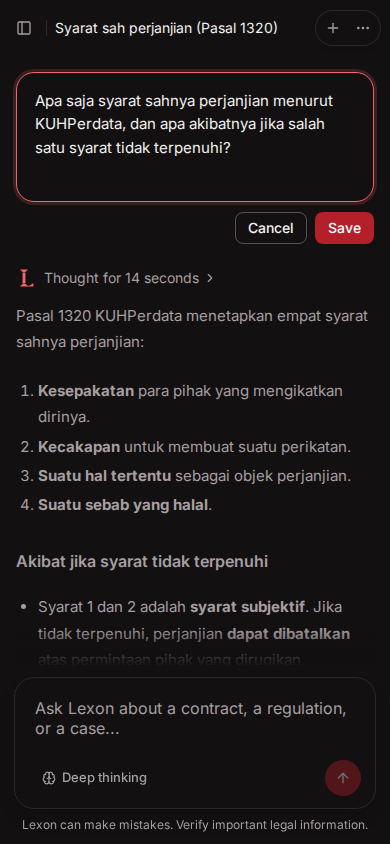 Syarat sah perjanjian (Pasal 1320)
Apa saja syarat sahnya perjanjian menurut
KUHPerdata, dan apa akibatnya jika salah
satu syarat tidak terpenuhi?
Cancel
Save
L Thought for 14 seconds
Pasal 1320 KUHPerdata menetapkan empat syarat
sahnya perjanjian:
1. Kesepakatan para pihak yang mengikatkan
dirinya.
2. Kecakapan untuk membuat suatu perikatan.
3. Suatu hal tertentu sebagai objek perjanjian.
4. Suatu sebab yang halal.
Akibat jika syarat tidak terpenuhi
• Syarat 1 dan 2 adalah syarat subjektif. Jika
tidak terpenuhi, perjanjian dapat dibatalkan
atas permintaan pihak yang dirugikan.
Ask Lexon about a contract, a regulation,
or a case...
Deep thinking
Lexon can make mistakes. Verify important legal information.